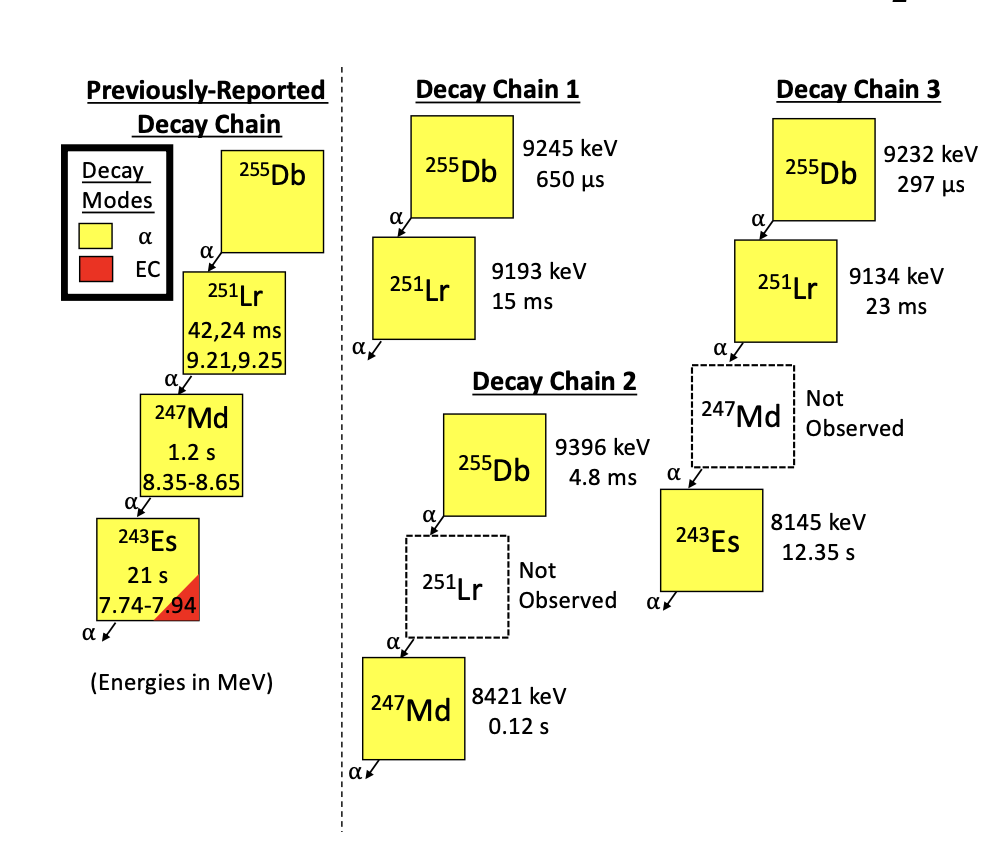 Previously-Reported
Decay Chain
Decay
Modes
α
EC
²⁵⁵Db
α
²⁵¹Lr
42,24 ms
9.21,9.25
α
²⁴⁷Md
1.2 s
8.35-8.65
α
²⁴³Es
21 s
7.74-7.94
α
(Energies in MeV)
Decay Chain 1
²⁵⁵Db
9245 keV
650 μs
α
²⁵¹Lr
9193 keV
15 ms
α
Decay Chain 2
²⁵⁵Db
9396 keV
4.8 ms
α
²⁵¹Lr
Not
Observed
α
²⁴⁷Md
8421 keV
0.12 s
α
Decay Chain 3
²⁵⁵Db
9232 keV
297 μs
α
²⁵¹Lr
9134 keV
23 ms
α
²⁴⁷Md
Not
Observed
α
²⁴³Es
8145 keV
12.35 s
α